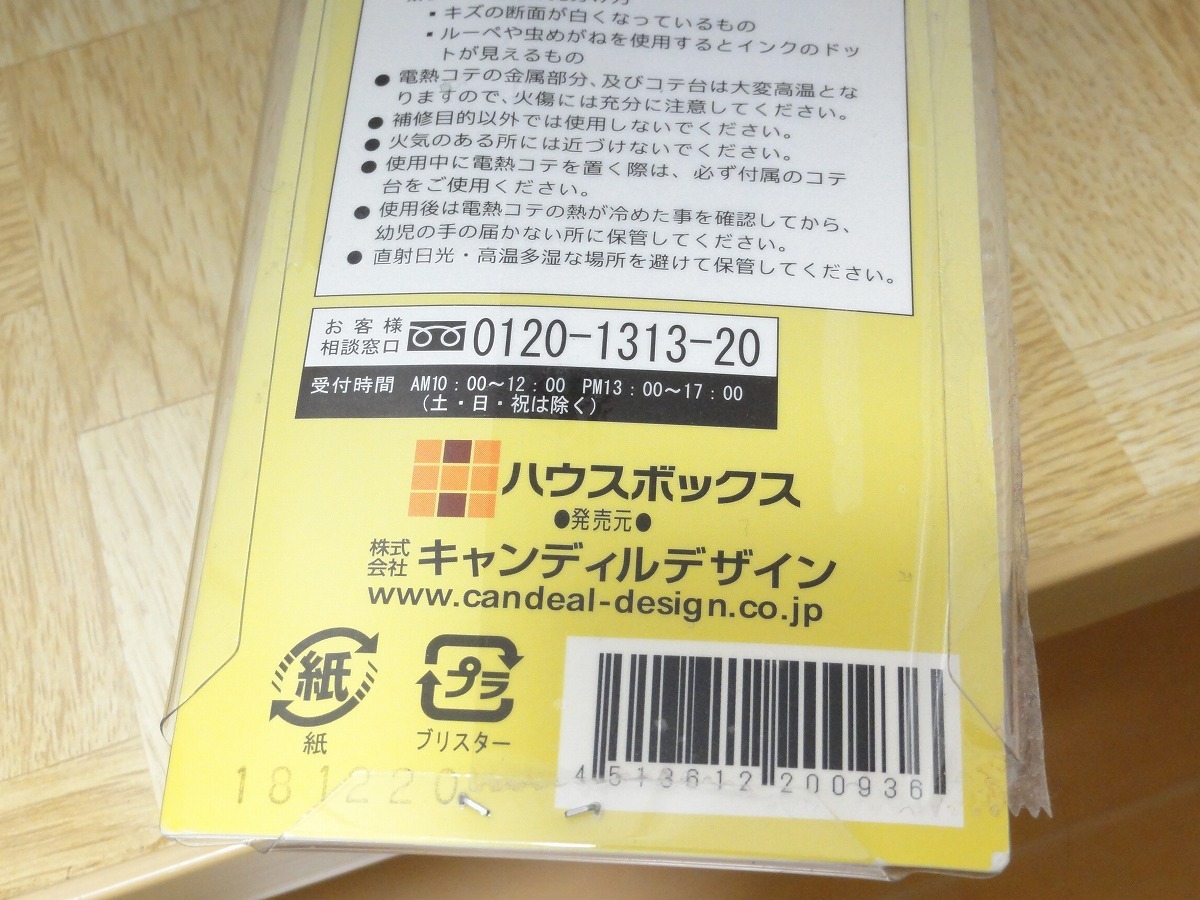 ・キズの断面が白くなっているもの
・ルーペや虫めがねを使用するとインクのドッ
トが見えるもの
●電熱コテの金属部分、及びコテ台は大変高温とな
りますので、火傷には充分に注意してください。
●補修目的以外では使用しないでください。
●火気のある所には近づけないでください。
●使用中に電熱コテを置く際は、必ず付属のコテ
台をご使用ください。
●使用後は電熱コテの熱が冷めた事を確認してから、
幼児の手の届かない所に保管してください。
●直射日光・高温多湿な場所を避けて保管してください。
お客様
相談窓口
0120-1313-20
受付時間 AM10:00〜12:00 PM13:00〜17:00
(土・日・祝は除く)
ハウスボックス
●発売元●
株式
会社
キャンディルデザイン
www.candeal-design.co.jp
紙
紙
プラ
ブリスター
4 513612 200936
181220